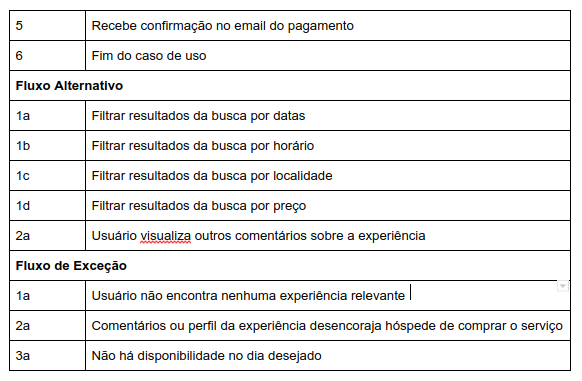 5 Recebe confirmação no email do pagamento
6 Fim do caso de uso
Fluxo Alternativo
1a Filtrar resultados da busca por datas
1b Filtrar resultados da busca por horário
1c Filtrar resultados da busca por localidade
1d Filtrar resultados da busca por preço
2a Usuário visualiza outros comentários sobre a experiência
Fluxo de Exceção
1a Usuário não encontra nenhuma experiência relevante
2a Comentários ou perfil da experiência desencoraja hóspede de comprar o serviço
3a Não há disponibilidade no dia desejado